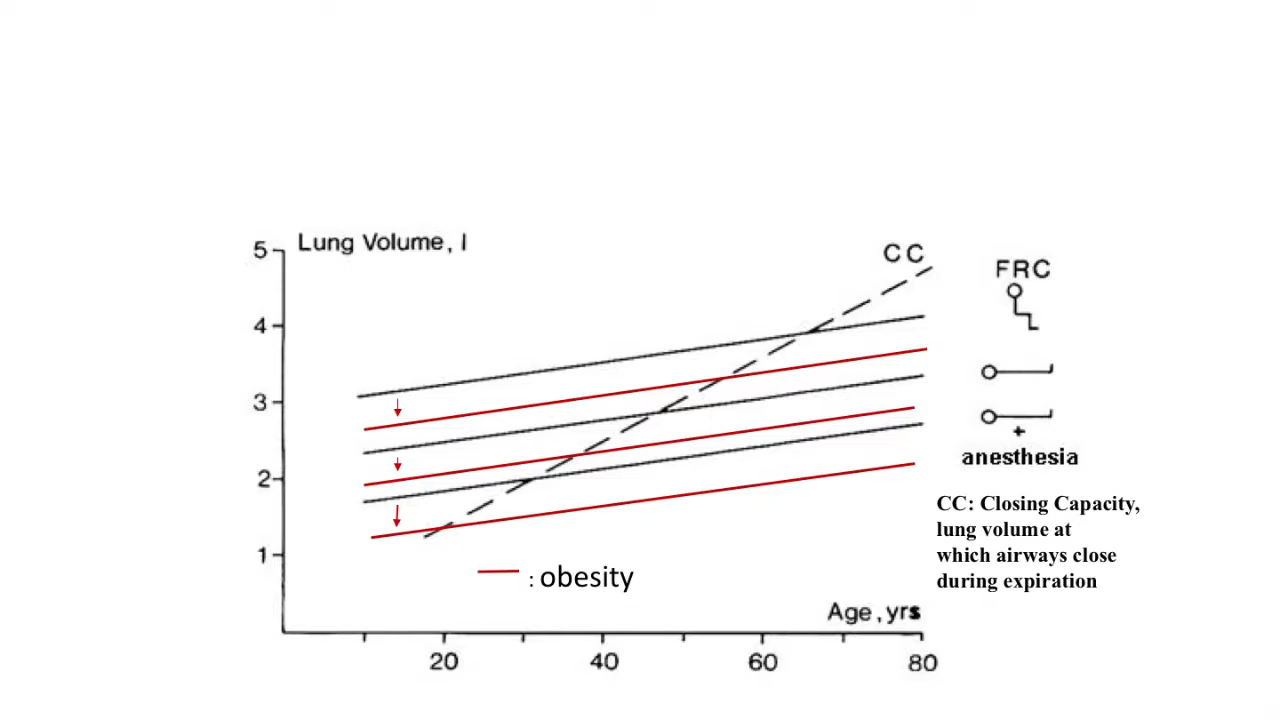 5 Lung Volume, l
CC
FRC
4
3
+
anesthesia
2
CC: Closing Capacity,
lung volume at
which airways close
during expiration
1
: obesity
Age, yrs
20 40 60 80